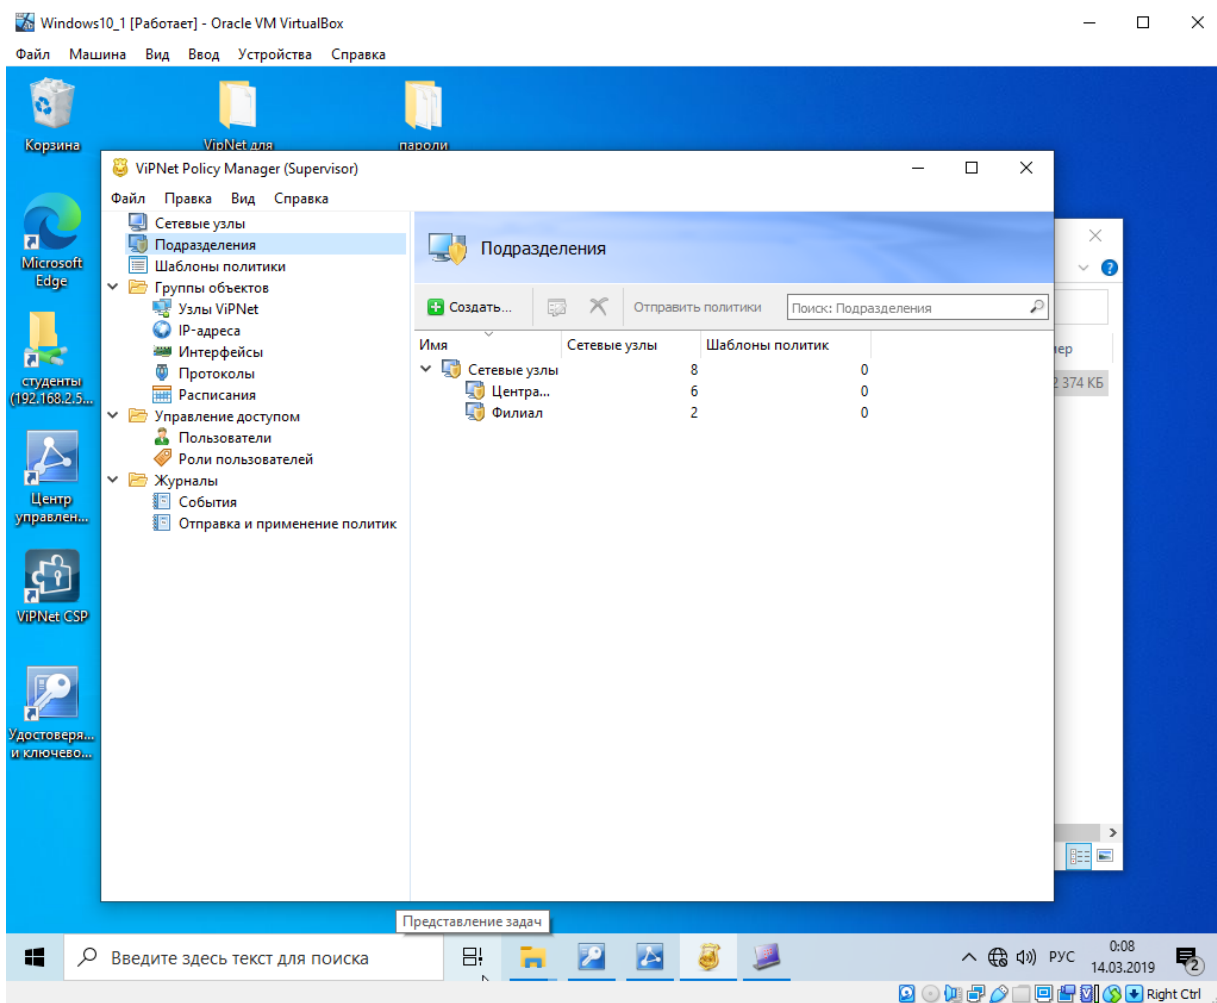 Windows10_1 [Работает] - Oracle VM VirtualBox
Файл Машина Вид Ввод Устройства Справка
Корзина
VipNet для
пароли
ViPNet Policy Manager (Supervisor)
Файл Правка Вид Справка
Сетевые узлы
Подразделения
Шаблоны политики
Группы объектов
Узлы ViPNet
IP-адреса
Интерфейсы
Протоколы
Расписания
Управление доступом
Пользователи
Роли пользователей
Журналы
События
Отправка и применение политик
Подразделения
Создать... Отправить политики Поиск: Подразделения
Имя Сетевые узлы Шаблоны политик
Сетевые узлы 8 0
Центра... 6 0
Филиал 2 0
2 374 КБ
Microsoft
Edge
студенты
(192.168.2.5...
Центр
управлен...
ViPNet CSP
Удостоверя...
и ключево...
Представление задач
Введите здесь текст для поиска
РУС
0:08
14.03.2019
2
Right Ctrl